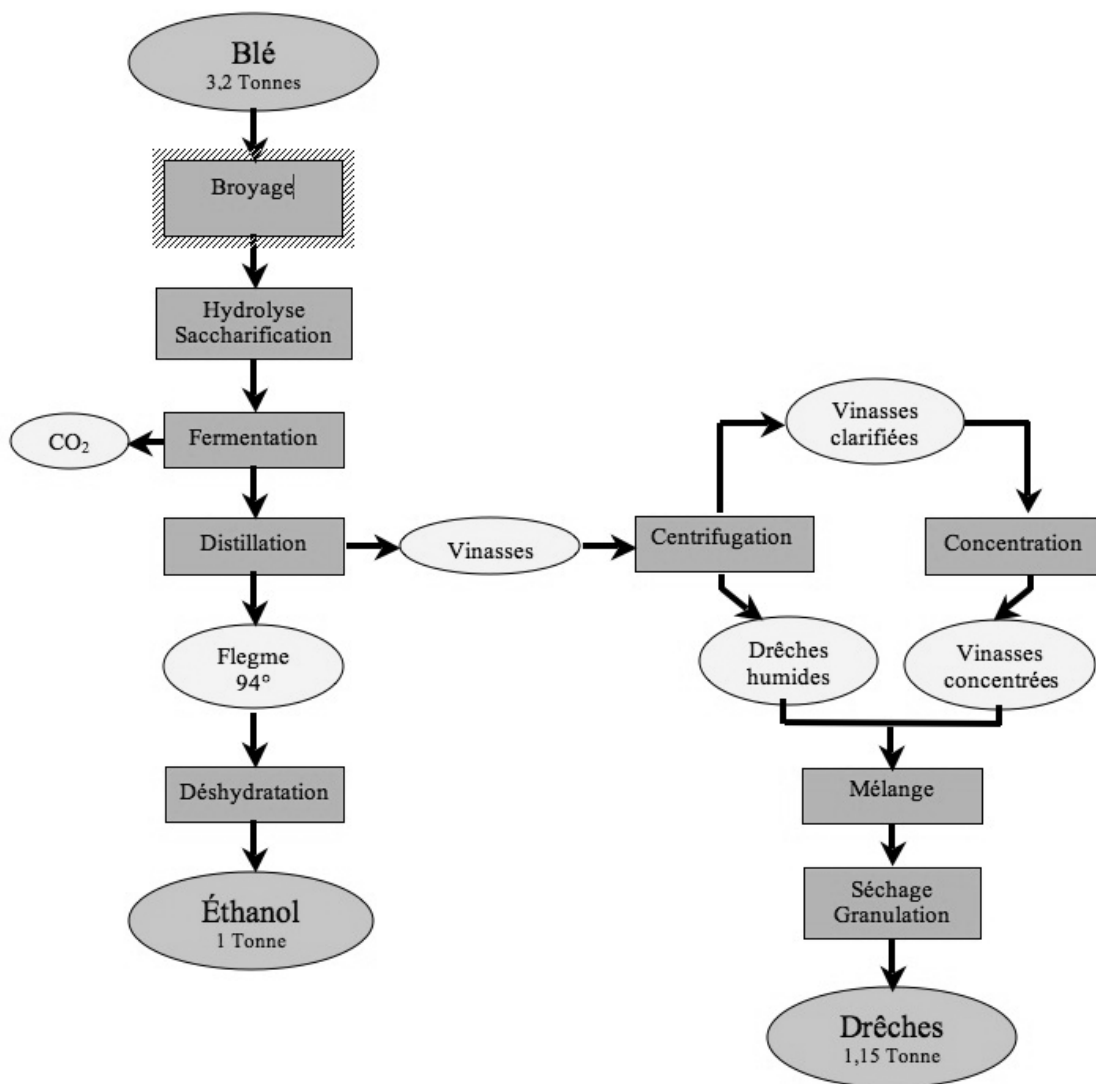 Blé
3,2 Tonnes
Broyage
Hydrolyse
Saccharification
CO₂
Fermentation
Distillation
Vinasses
Flegme
94°
Déshydratation
Éthanol
1 Tonne
Vinasses
clarifiées
Centrifugation
Concentration
Drêches
humides
Vinasses
concentrées
Mélange
Séchage
Granulation
Drêches
1,15 Tonne